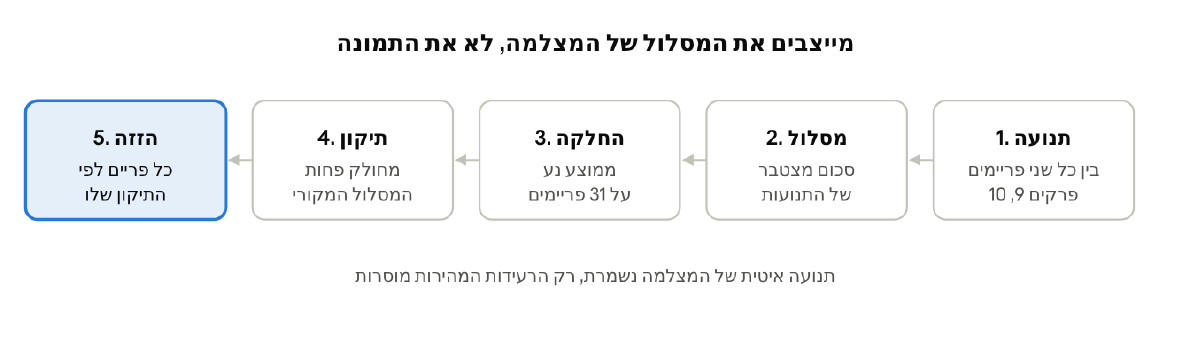 מייצבים את המסלול של המצלמה, לא את התמונה
1. תנועה
בין כל שני פריימים
פרקים 9, 10
2. מסלול
סכום מצטבר
של התנועות
3. החלקה
ממוצע נע
על 31 פריימים
4. תיקון
מחולק פחות
המסלול המקורי
5. הזזה
כל פריים לפי
התיקון שלו
תנועה איטית של המצלמה נשמרת, רק הרעידות המהירות מוסרות